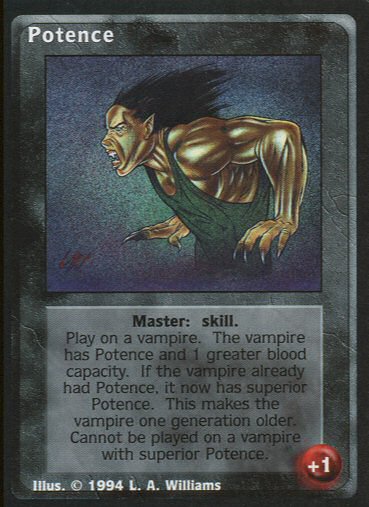 Potence
Master: skill.
Play on a vampire. The vampire
has Potence and 1 greater blood
capacity. If the vampire already
had Potence, it now has superior
Potence. This makes the
vampire one generation older.
Cannot be played on a vampire
with superior Potence.
+1
Illus. © 1994 L. A. Williams